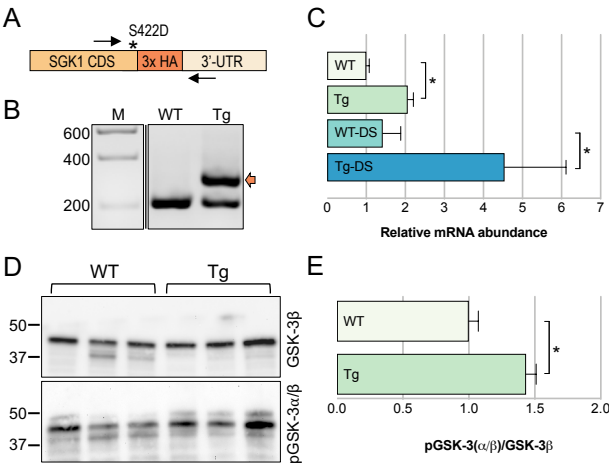 A
S422D
*
SGK1 CDS 3x HA 3'-UTR
B
M WT Tg
600
400
200
C
WT
Tg
WT-DS
Tg-DS
*
*
0 1 2 3 4 5 6 7
Relative mRNA abundance
D
WT Tg
50
37
GSK-3β
50
37
pGSK-3α/β
E
WT
Tg
*
0.0 0.5 1.0 1.5 2.0
pGSK-3(α/β)/GSK-3β